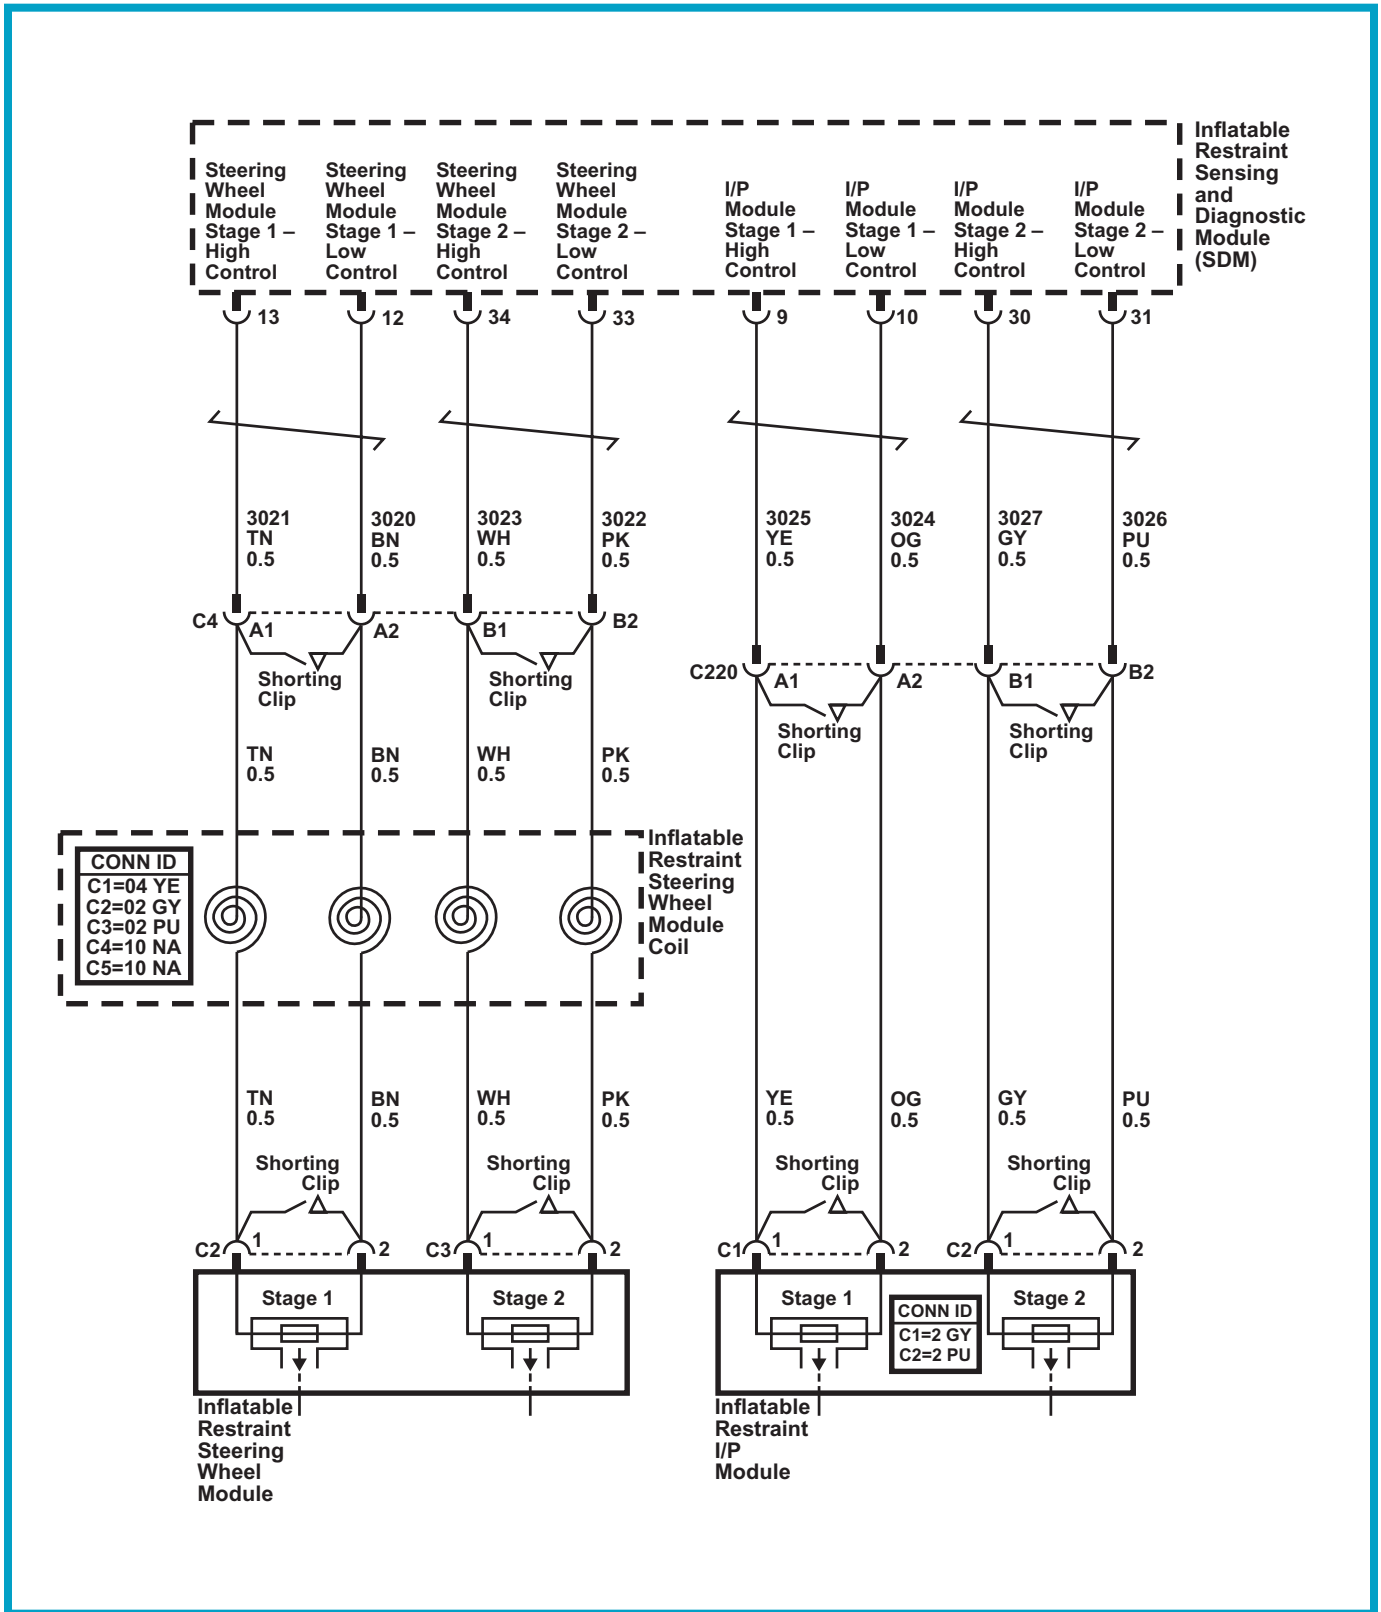 Inflatable
Restraint
Sensing
and
Diagnostic
Module
(SDM)
Steering
Wheel
Module
Stage 1 –
High
Control
Steering
Wheel
Module
Stage 1 –
Low
Control
Steering
Wheel
Module
Stage 2 –
High
Control
Steering
Wheel
Module
Stage 2 –
Low
Control
I/P
Module
Stage 1 –
High
Control
I/P
Module
Stage 1 –
Low
Control
I/P
Module
Stage 2 –
High
Control
I/P
Module
Stage 2 –
Low
Control
13
12
34
33
9
10
30
31
3021
TN
0.5
3020
BN
0.5
3023
WH
0.5
3022
PK
0.5
3025
YE
0.5
3024
OG
0.5
3027
GY
0.5
3026
PU
0.5
C4
A1
A2
B1
B2
Shorting
Clip
Shorting
Clip
C220
A1
A2
B1
B2
Shorting
Clip
Shorting
Clip
TN
0.5
BN
0.5
WH
0.5
PK
0.5
CONN ID
C1=04 YE
C2=02 GY
C3=02 PU
C4=10 NA
C5=10 NA
Inflatable
Restraint
Steering
Wheel
Module
Coil
TN
0.5
BN
0.5
WH
0.5
PK
0.5
YE
0.5
OG
0.5
GY
0.5
PU
0.5
Shorting
Clip
Shorting
Clip
Shorting
Clip
Shorting
Clip
C2
1
2
C3
1
2
C1
1
2
C2
1
2
Stage 1
Stage 2
Stage 1
CONN ID
C1=2 GY
C2=2 PU
Stage 2
Inflatable
Restraint
Steering
Wheel
Module
Inflatable
Restraint
I/P
Module